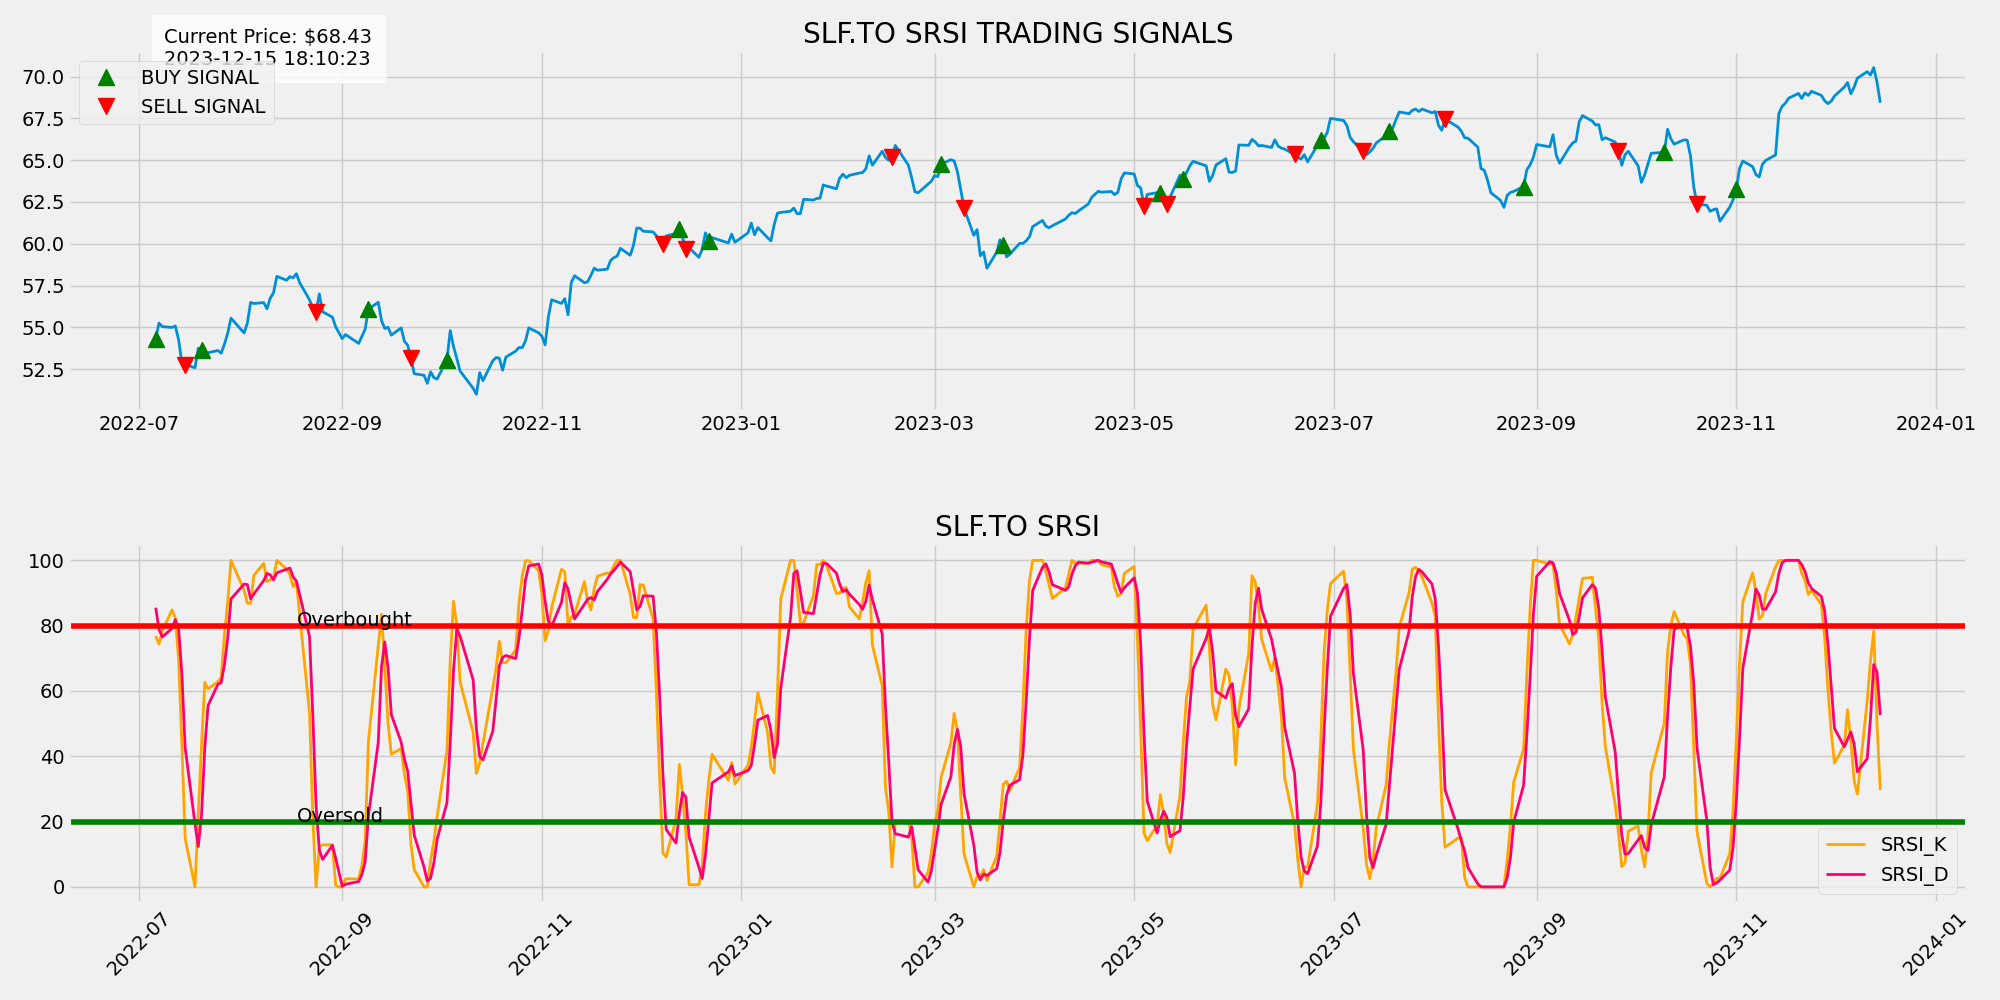 SLF.TO SRSI TRADING SIGNALS
Current Price: $68.43
2023-12-15 18:10:23
BUY SIGNAL
SELL SIGNAL
70.0
67.5
65.0
62.5
60.0
57.5
55.0
52.5
2022-07 2022-09 2022-11 2023-01 2023-03 2023-05 2023-07 2023-09 2023-11 2024-01
SLF.TO SRSI
100
80
60
40
20
0
Overbought
Oversold
SRSI_K
SRSI_D
2022-07 2022-09 2022-11 2023-01 2023-03 2023-05 2023-07 2023-09 2023-11 2024-01